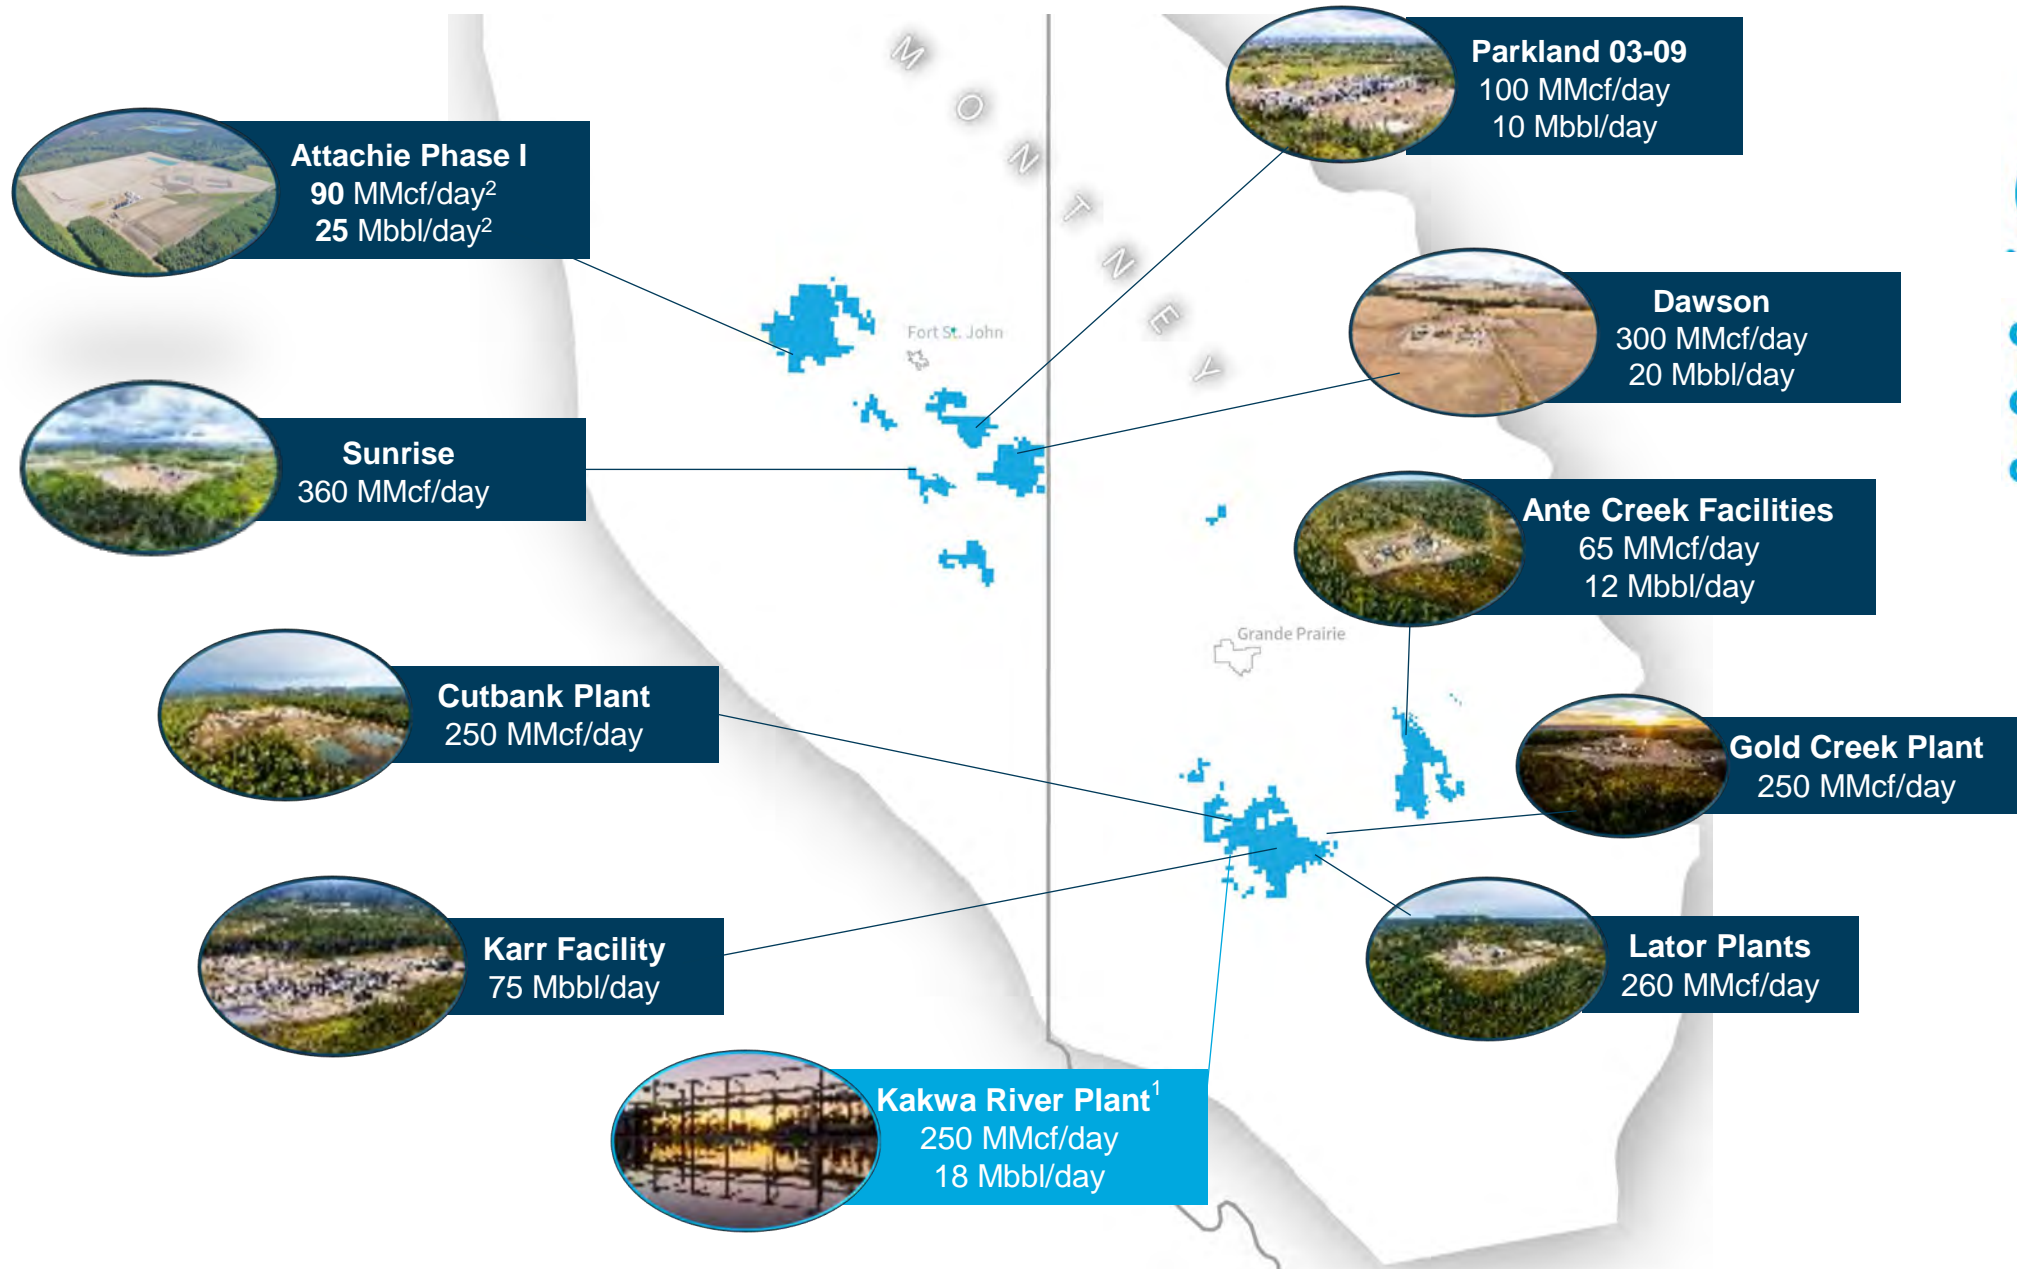 MONTNEY
Parkland 03-09
100 MMcf/day
10 Mbbl/day
Attachie Phase I
90 MMcf/day²
25 Mbbl/day²
Dawson
300 MMcf/day
20 Mbbl/day
Fort St. John
Sunrise
360 MMcf/day
Ante Creek Facilities
65 MMcf/day
12 Mbbl/day
Grande Prairie
Cutbank Plant
250 MMcf/day
Gold Creek Plant
250 MMcf/day
Karr Facility
75 Mbbl/day
Lator Plants
260 MMcf/day
Kakwa River Plant¹
250 MMcf/day
18 Mbbl/day